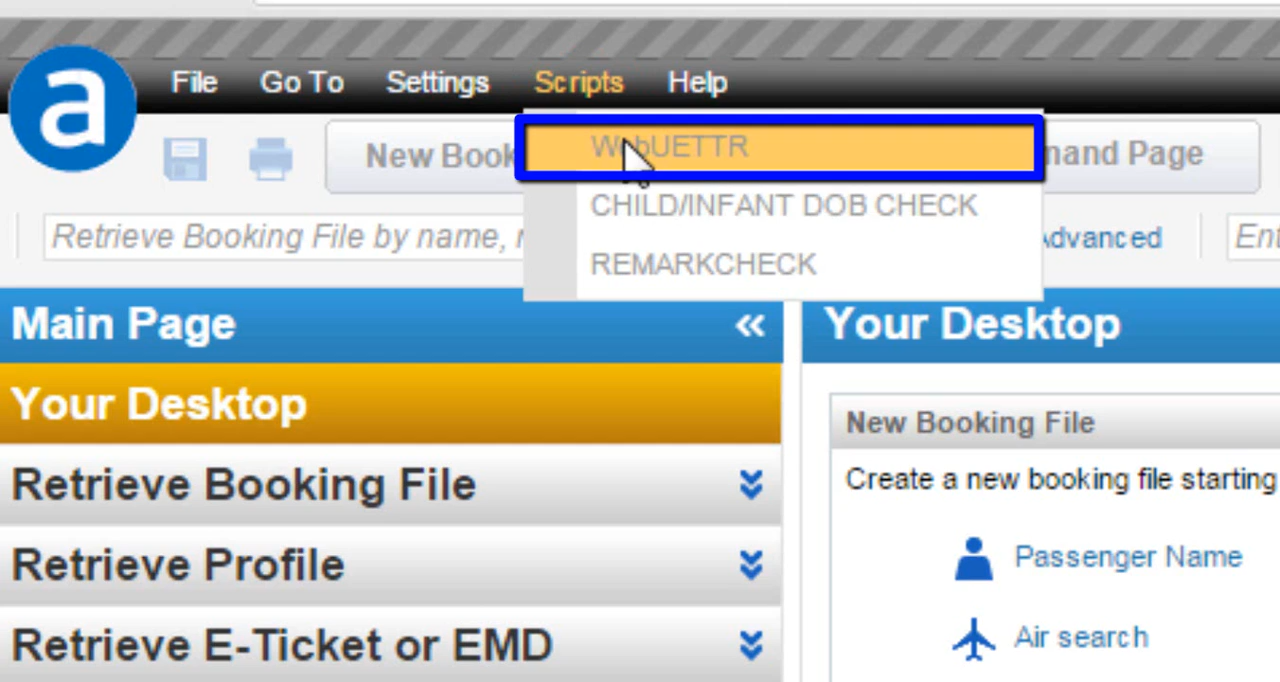 a
File Go To Settings Scripts Help
New Book
WebUETTR
mand Page
CHILD/INFANT DOB CHECK
REMARKCHECK
Retrieve Booking File by name,
Advanced
Ent
Main Page
Your Desktop
Retrieve Booking File
Retrieve Profile
Retrieve E-Ticket or EMD
Your Desktop
New Booking File
Create a new booking file starting
Passenger Name
Air search